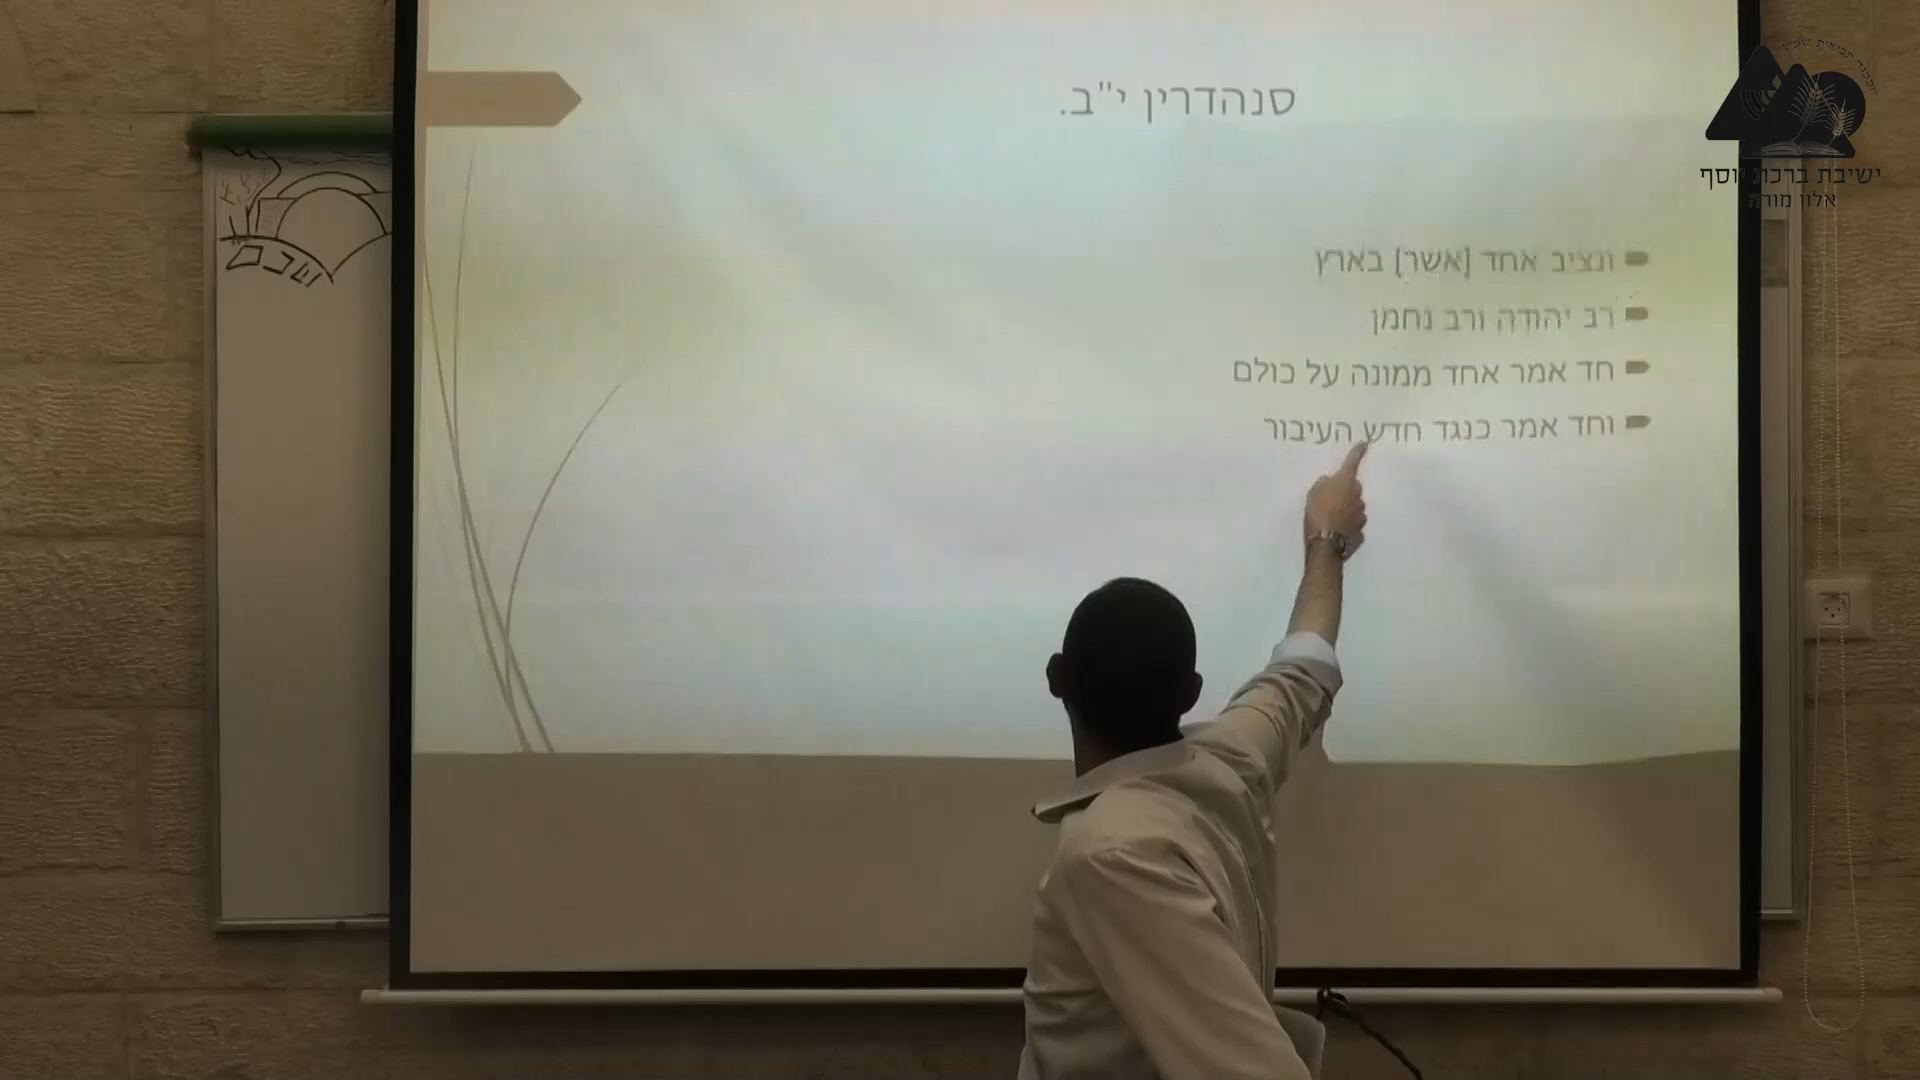 סנהדרין י"ב.
ונציב אחד [אשר] בארץ
רב יהודה ורב נחמן
חד אמר אחד ממונה על כולם
וחד אמר כנגד חדש העיבור
שכם
ישיבת ברכת יוסף
אלון מורה